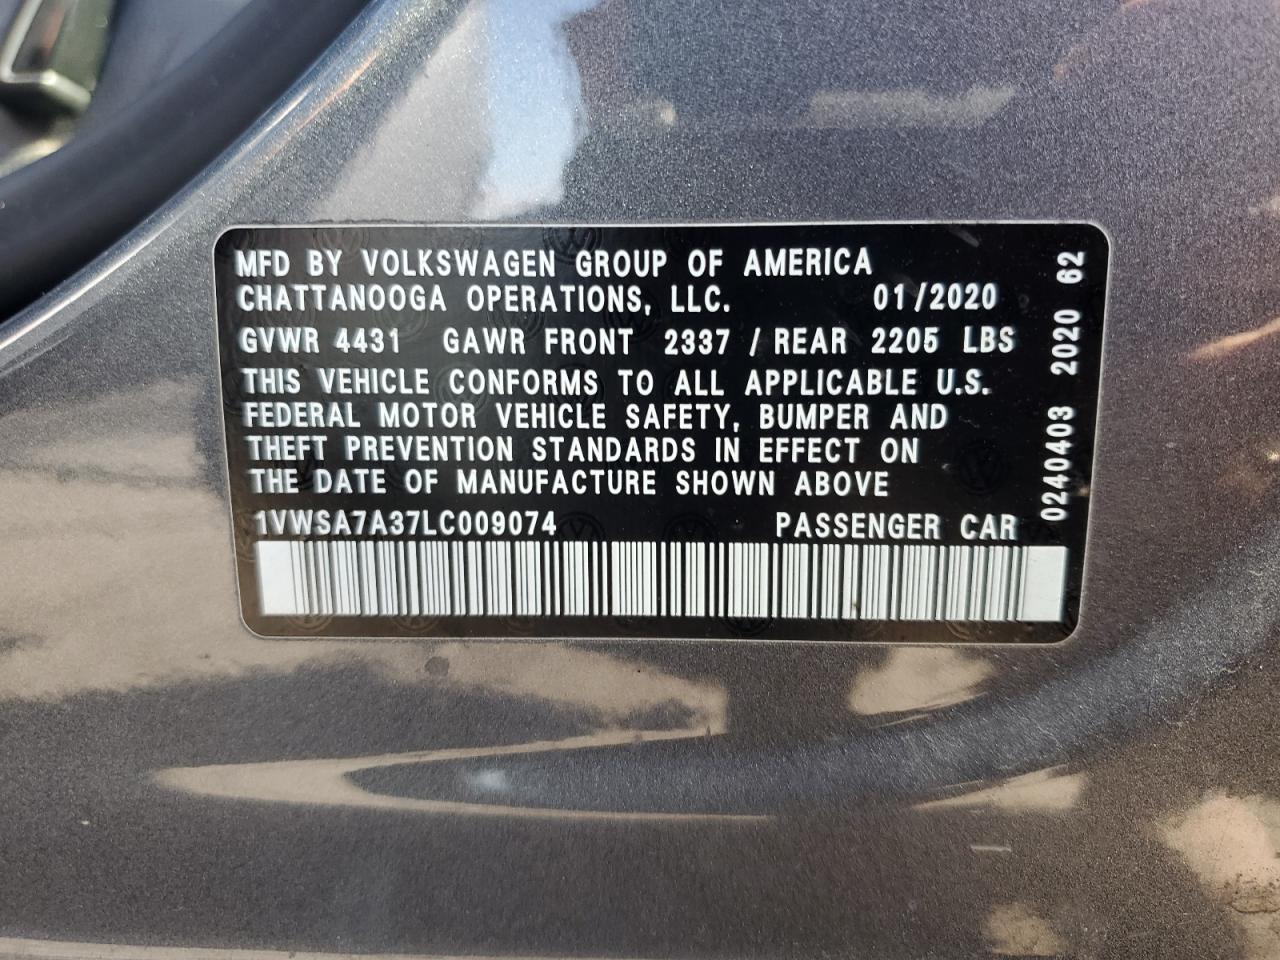 MFD BY VOLKSWAGEN GROUP OF AMERICA
CHATTANOOGA OPERATIONS, LLC. 01/2020
GVWR 4431 GAWR FRONT 2337 / REAR 2205 LBS
THIS VEHICLE CONFORMS TO ALL APPLICABLE U.S.
FEDERAL MOTOR VEHICLE SAFETY, BUMPER AND
THEFT PREVENTION STANDARDS IN EFFECT ON
THE DATE OF MANUFACTURE SHOWN ABOVE
1VWSA7A37LC009074 PASSENGER CAR
0240403 2020 62